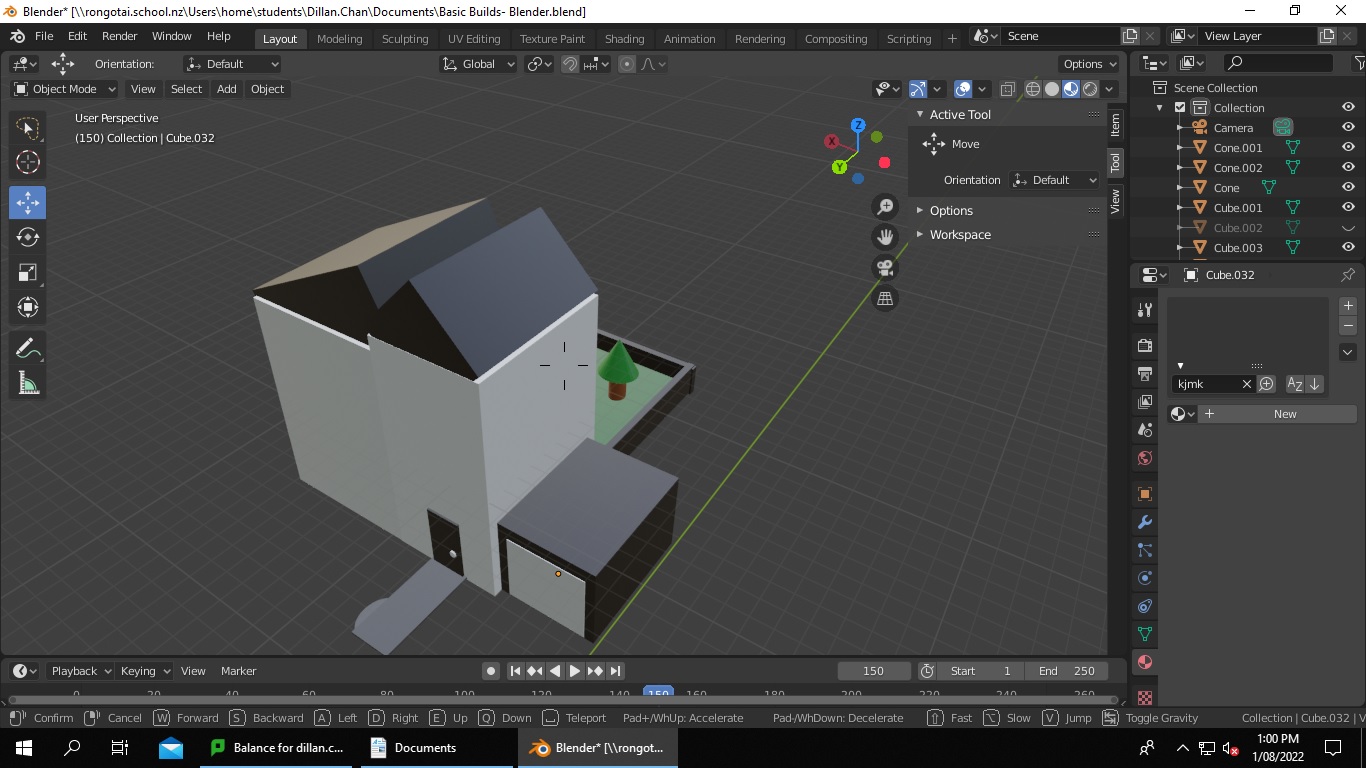 Blender* [\\rongotai.school.nz\Users\home\students\Dillan.Chan\Documents\Basic Builds- Blender.blend]
File Edit Render Window Help Layout Modeling Sculpting UV Editing Texture Paint Shading Animation Rendering Compositing Scripting + Scene View Layer
Orientation: Default Global Options
Object Mode View Select Add Object
Scene Collection
Collection
Camera
Cone.001
Cone.002
Cone
Cube.001
Cube.002
Cube.003
User Perspective
(150) Collection | Cube.032
X Y Z
Active Tool
Move
Orientation Default
Options
Workspace
Item
Tool
View
Cube.032
kjmk
New
Playback Keying View Marker 150 Start 1 End 250
0 20 40 60 80 100 120 140 150 160 180 200 220 240 260
Confirm Cancel W Forward S Backward A Left D Right E Up Q Down Teleport Pad+/WhUp: Accelerate Pad-/WhDown: Decelerate Fast Slow V Jump Toggle Gravity Collection | Cube.032 | V
Balance for dillan.c... Documents Blender* [\\rongot... 1:00 PM
1/08/2022